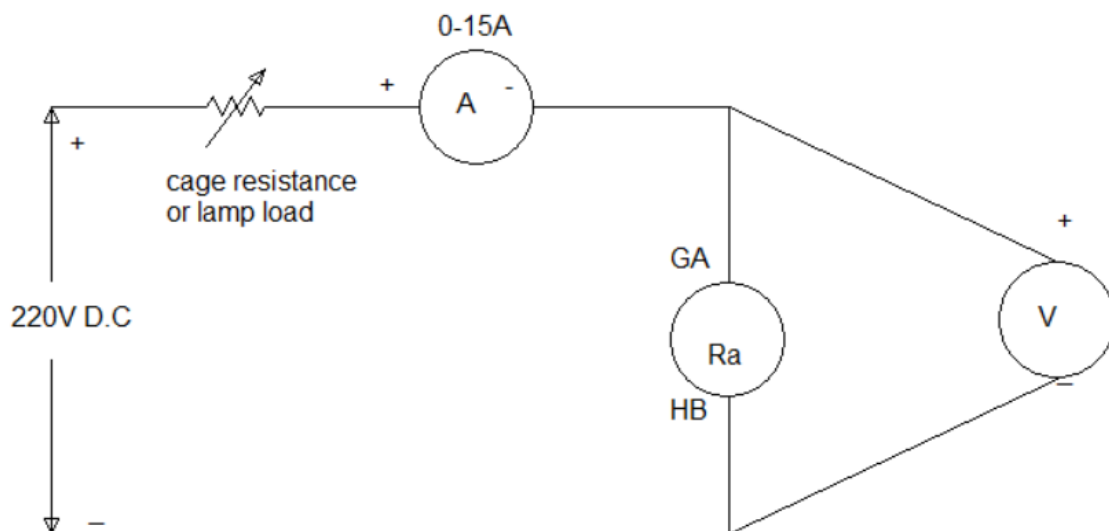 0-15A
+
+
A
-
cage resistance
or lamp load
+
GA
220V D.C
V
Ra
HB
–
–